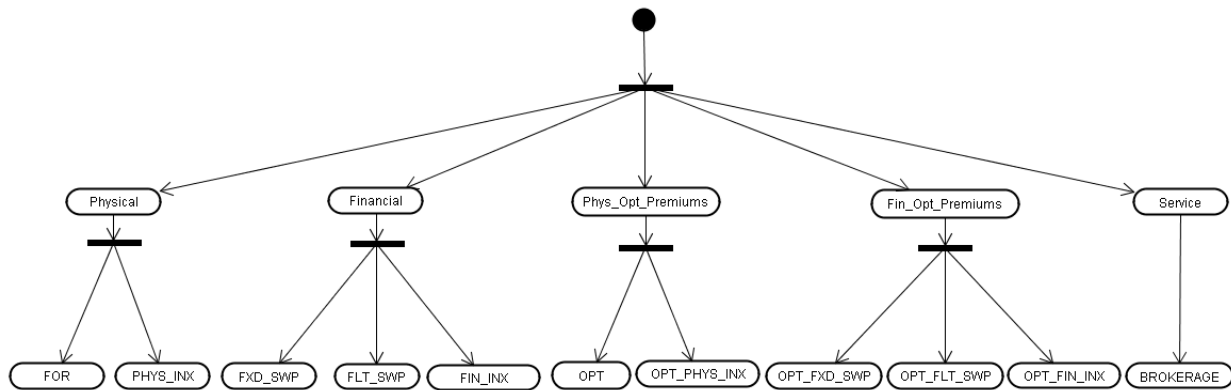 Physical
Financial
Phys_Opt_Premiums
Fin_Opt_Premiums
Service
FOR
PHYS_INX
FXD_SWP
FLT_SWP
FIN_INX
OPT
OPT_PHYS_INX
OPT_FXD_SWP
OPT_FLT_SWP
OPT_FIN_INX
BROKERAGE